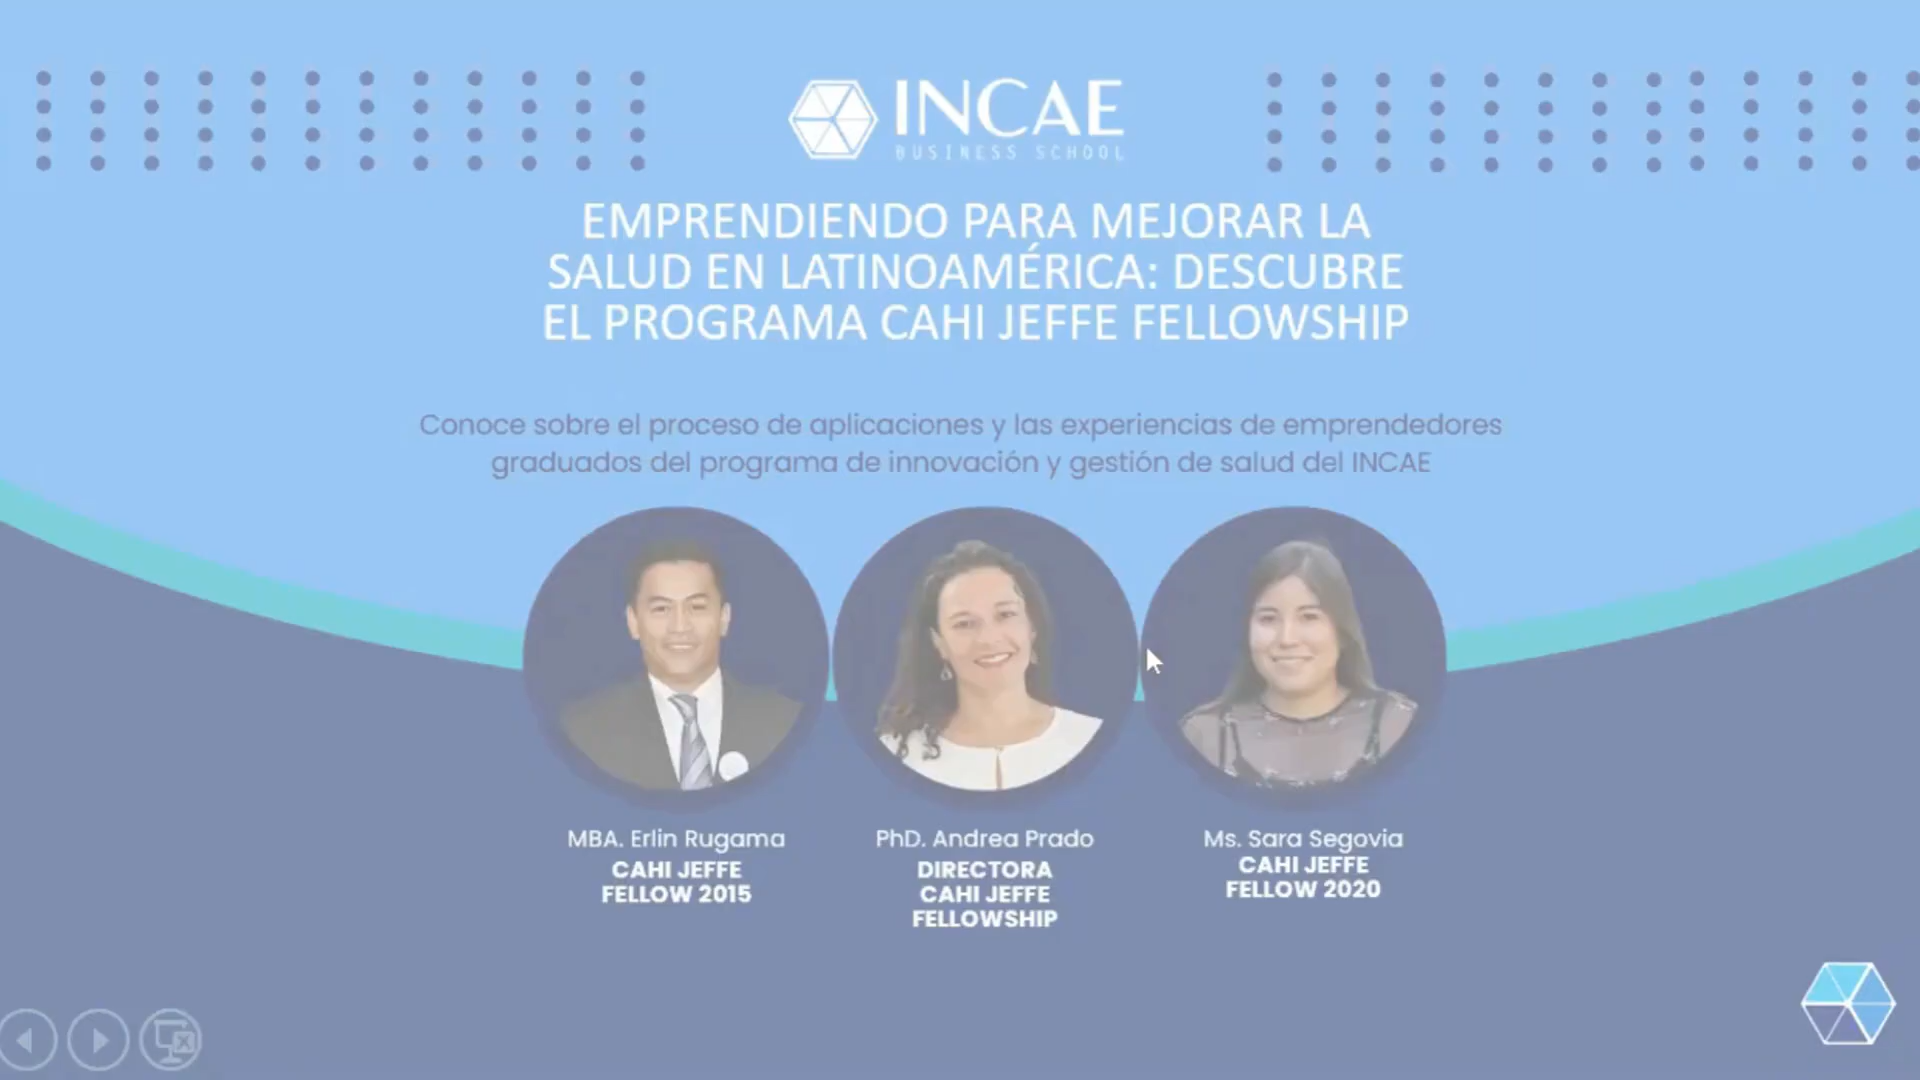 INCAE
BUSINESS SCHOOL
EMPRENDIENDO PARA MEJORAR LA
SALUD EN LATINOAMÉRICA: DESCUBRE
EL PROGRAMA CAHI JEFFE FELLOWSHIP
Conoce sobre el proceso de aplicaciones y las experiencias de emprendedores
graduados del programa de innovación y gestión de salud del INCAE
MBA. Erlin Rugama
CAHI JEFFE
FELLOW 2015
PhD. Andrea Prado
DIRECTORA
CAHI JEFFE
FELLOWSHIP
Ms. Sara Segovia
CAHI JEFFE
FELLOW 2020